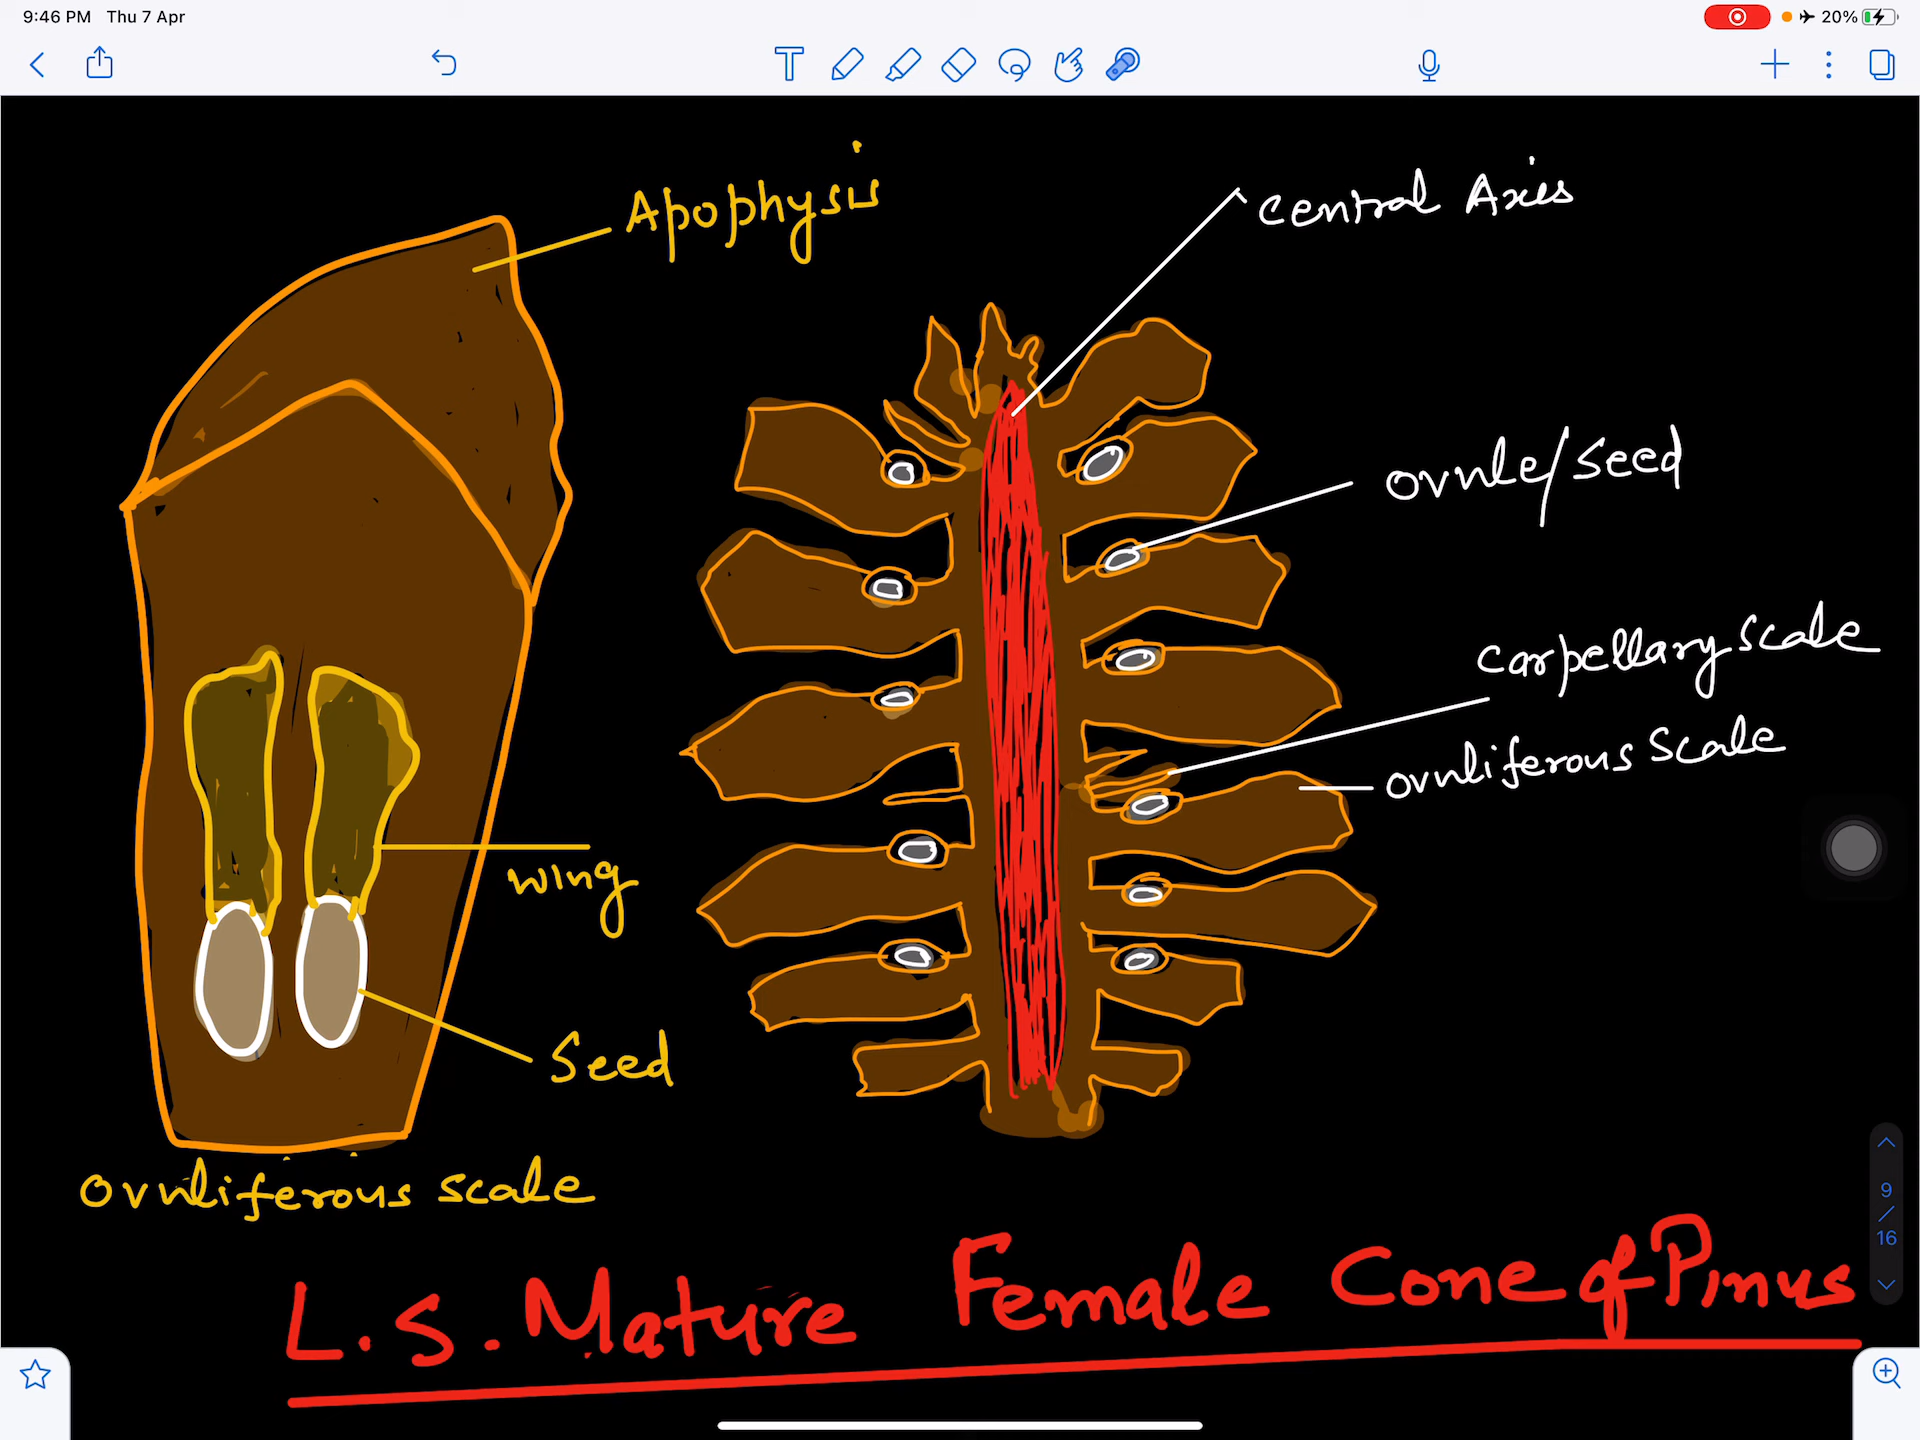 9:46 PM Thu 7 Apr
20%
Apophysis
Central Axis
ovule/seed
carpellary scale
ovuliferous scale
wing
Seed
ovuliferous scale
9
/
16
L.S. Mature Female Cone of Pinus